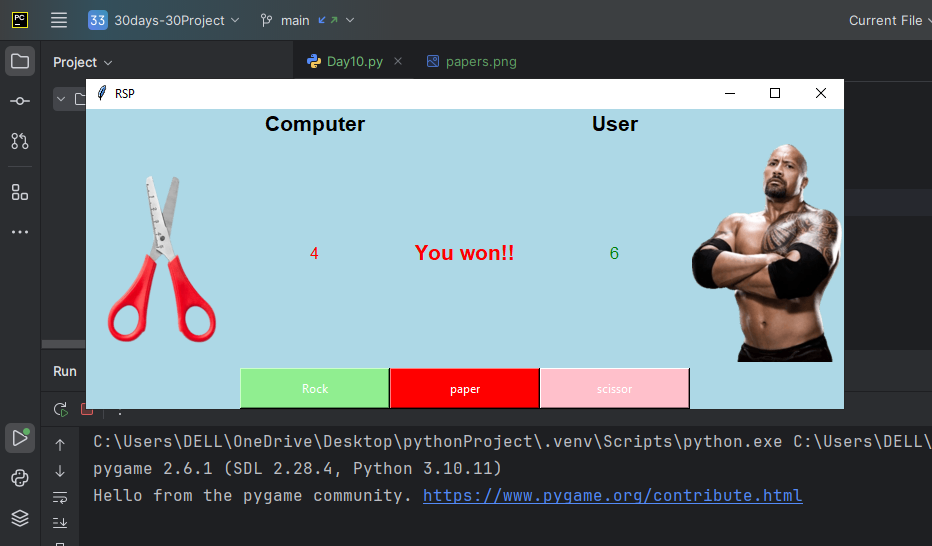 PC
33 30days-30Project main Current File
Project Day10.py papers.png
RSP
Computer User
4 You won!! 6
Rock paper scissor
Run
C:\Users\DELL\OneDrive\Desktop\pythonProject\.venv\Scripts\python.exe C:\Users\DELL\
pygame 2.6.1 (SDL 2.28.4, Python 3.10.11)
Hello from the pygame community. https://www.pygame.org/contribute.html